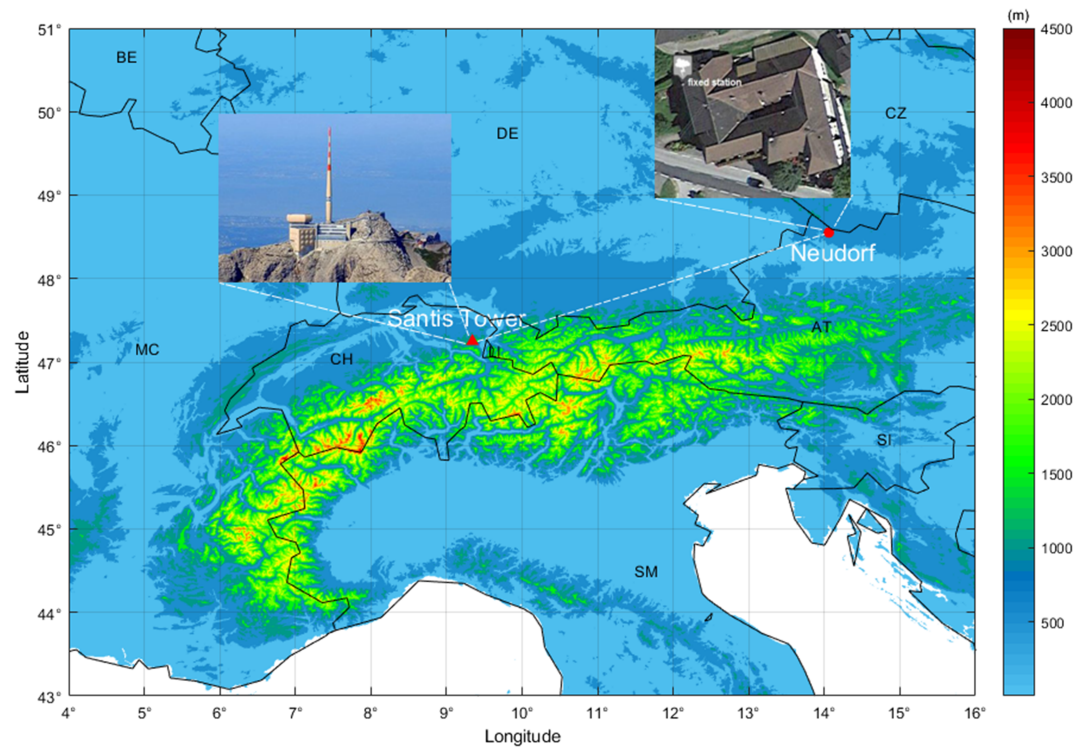 (m)
51°
50°
49°
48°
47°
46°
45°
44°
43°
Latitude
4°
5°
6°
7°
8°
9°
10°
11°
12°
13°
14°
15°
16°
Longitude
BE
DE
CZ
fixed station
Neudorf
Santis Tower
MC
CH
LI
AT
SI
SM
4500
4000
3500
3000
2500
2000
1500
1000
500